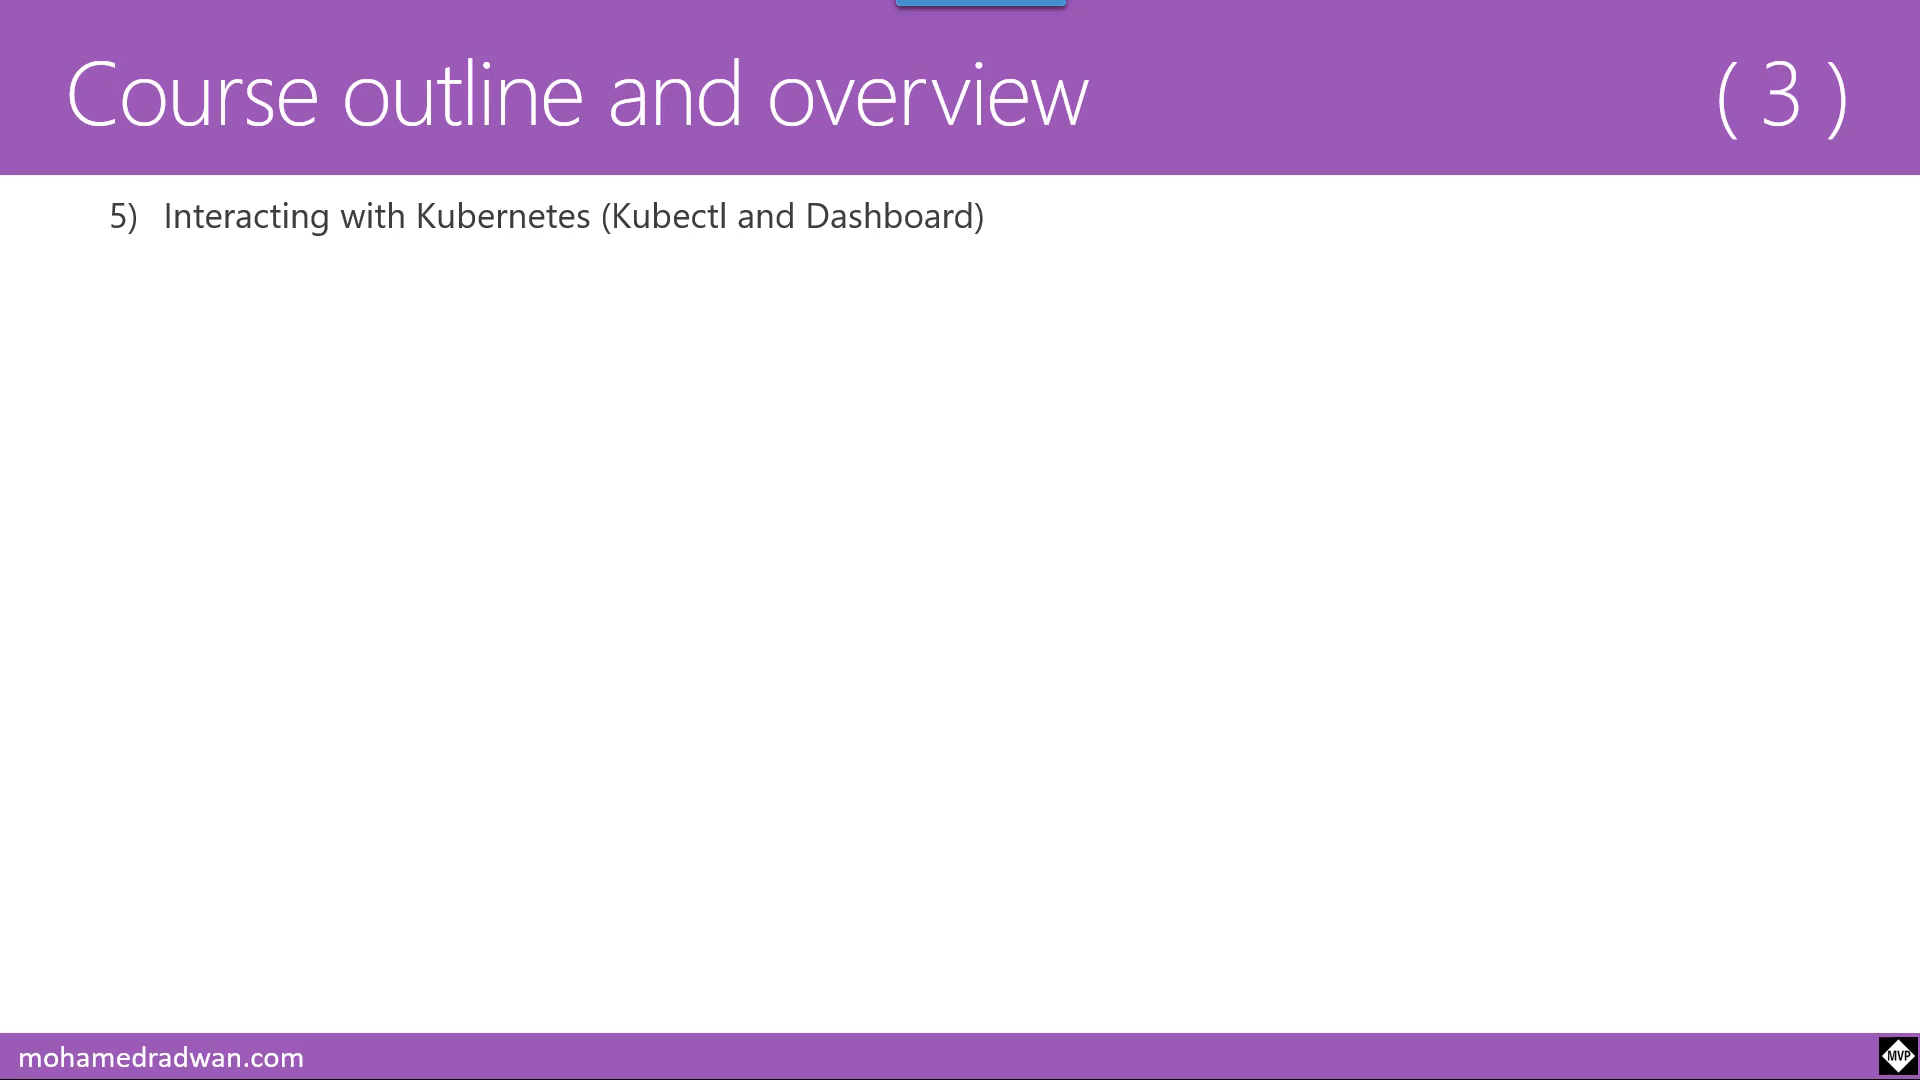 Course outline and overview ( 3 )
5) Interacting with Kubernetes (Kubectl and Dashboard)
mohamedradwan.com
MVP